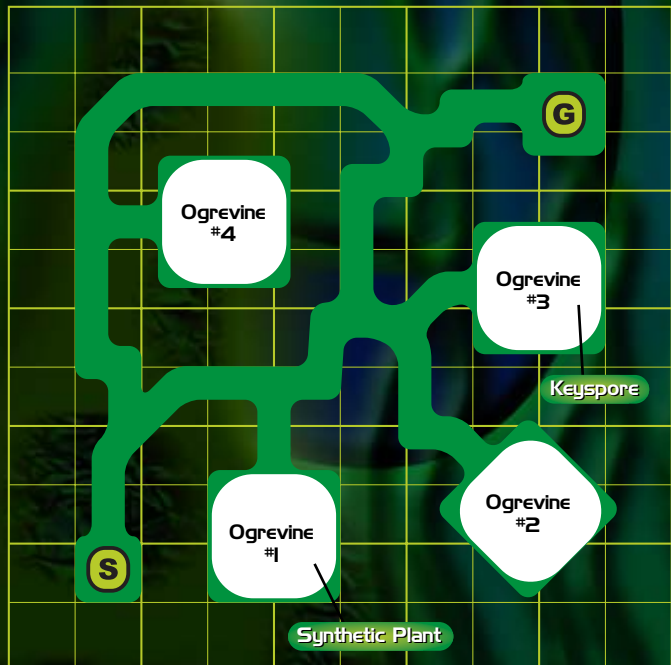 G
Ogrevine
#4
Ogrevine
#3
Keyspore
Ogrevine
#2
Ogrevine
#1
S
Synthetic Plant